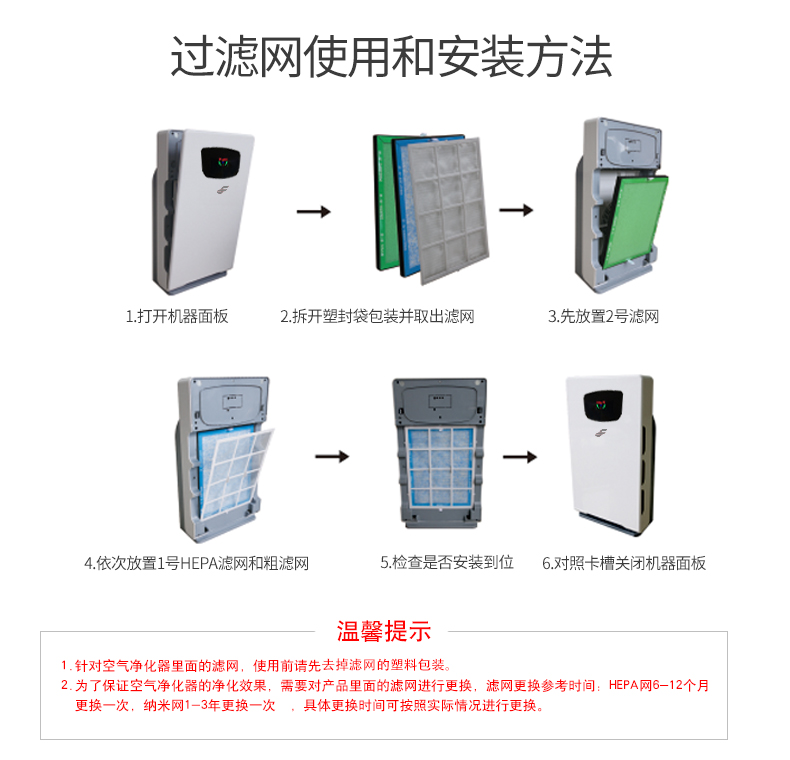 过滤网使用和安装方法
1.打开机器面板
2.拆开塑封袋包装并取出滤网
3.先放置2号滤网
4.依次放置1号HEPA滤网和粗滤网
5.检查是否安装到位
6.对照卡槽关闭机器面板
温馨提示
1.针对空气净化器里面的滤网，使用前请先去掉滤网的塑料包装。
2.为了保证空气净化器的净化效果，需要对产品里面的滤网进行更换，滤网更换参考时间：HEPA网6-12个月
更换一次，纳米网1-3年更换一次 ，具体更换时间可按照实际情况进行更换。